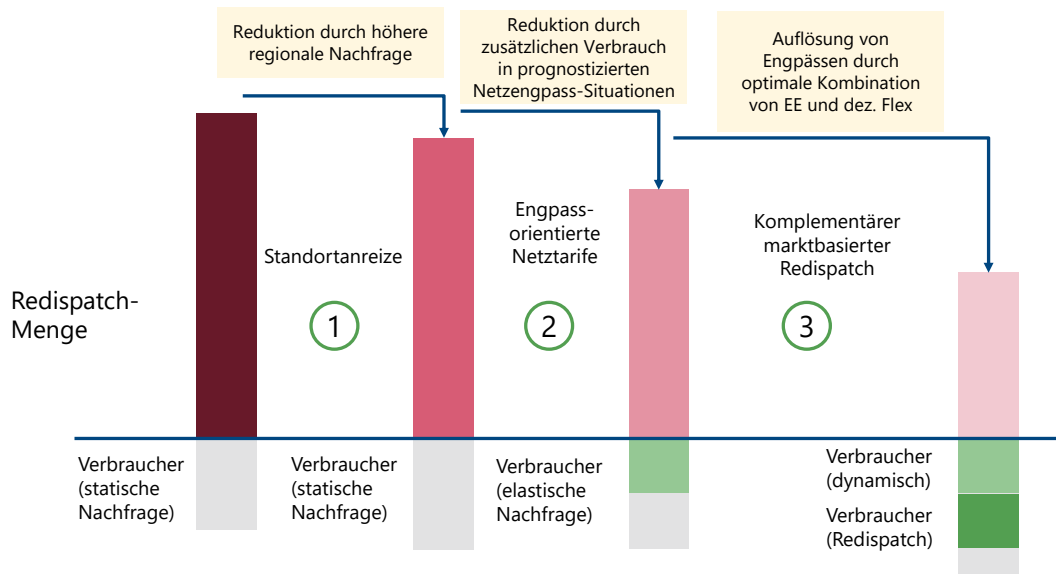 Reduktion durch höhere
regionale Nachfrage
Reduktion durch
zusätzlichen Verbrauch
in prognostizierten
Netzengpass-Situationen
Auflösung von
Engpässen durch
optimale Kombination
von EE und dez. Flex
Standortanreize
1
Engpass-
orientierte
Netztarife
2
Komplementärer
marktbasierter
Redispatch
3
Redispatch-
Menge
Verbraucher
(statische
Nachfrage)
Verbraucher
(statische
Nachfrage)
Verbraucher
(elastische
Nachfrage)
Verbraucher
(dynamisch)
Verbraucher
(Redispatch)